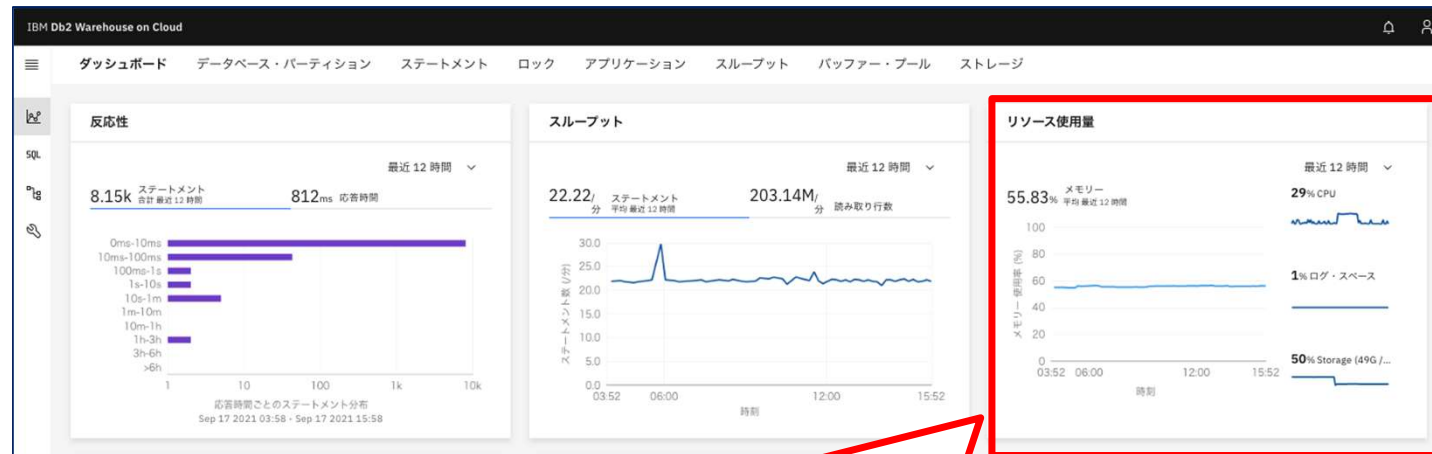 IBM Db2 Warehouse on Cloud
ダッシュボード データベース・パーティション ステートメント ロック アプリケーション スループット バッファー・プール ストレージ
SQL
反応性
最近 12 時間
8.15k ステートメント 合計 最近 12 時間 812ms 応答時間
0ms-10ms
10ms-100ms
100ms-1s
1s-10s
10s-1m
1m-10m
10m-1h
1h-3h
3h-6h
>6h
1 10 100 1k 10k
応答時間ごとのステートメント分布
Sep 17 2021 03:58 - Sep 17 2021 15:58
スループット
最近 12 時間
22.22/分 ステートメント 平均 最近 12 時間 203.14M/分 読み取り行数
ステートメント数 (/分)
30.0
25.0
20.0
15.0
10.0
5.0
0.0
03:52 06:00 12:00 15:52
時刻
リソース使用量
最近 12 時間
55.83% メモリー 平均 最近 12 時間
メモリー 使用率 (%)
100
80
60
40
20
0
03:52 06:00 12:00 15:52
時刻
29% CPU
1% ログ・スペース
50% Storage (49G /...